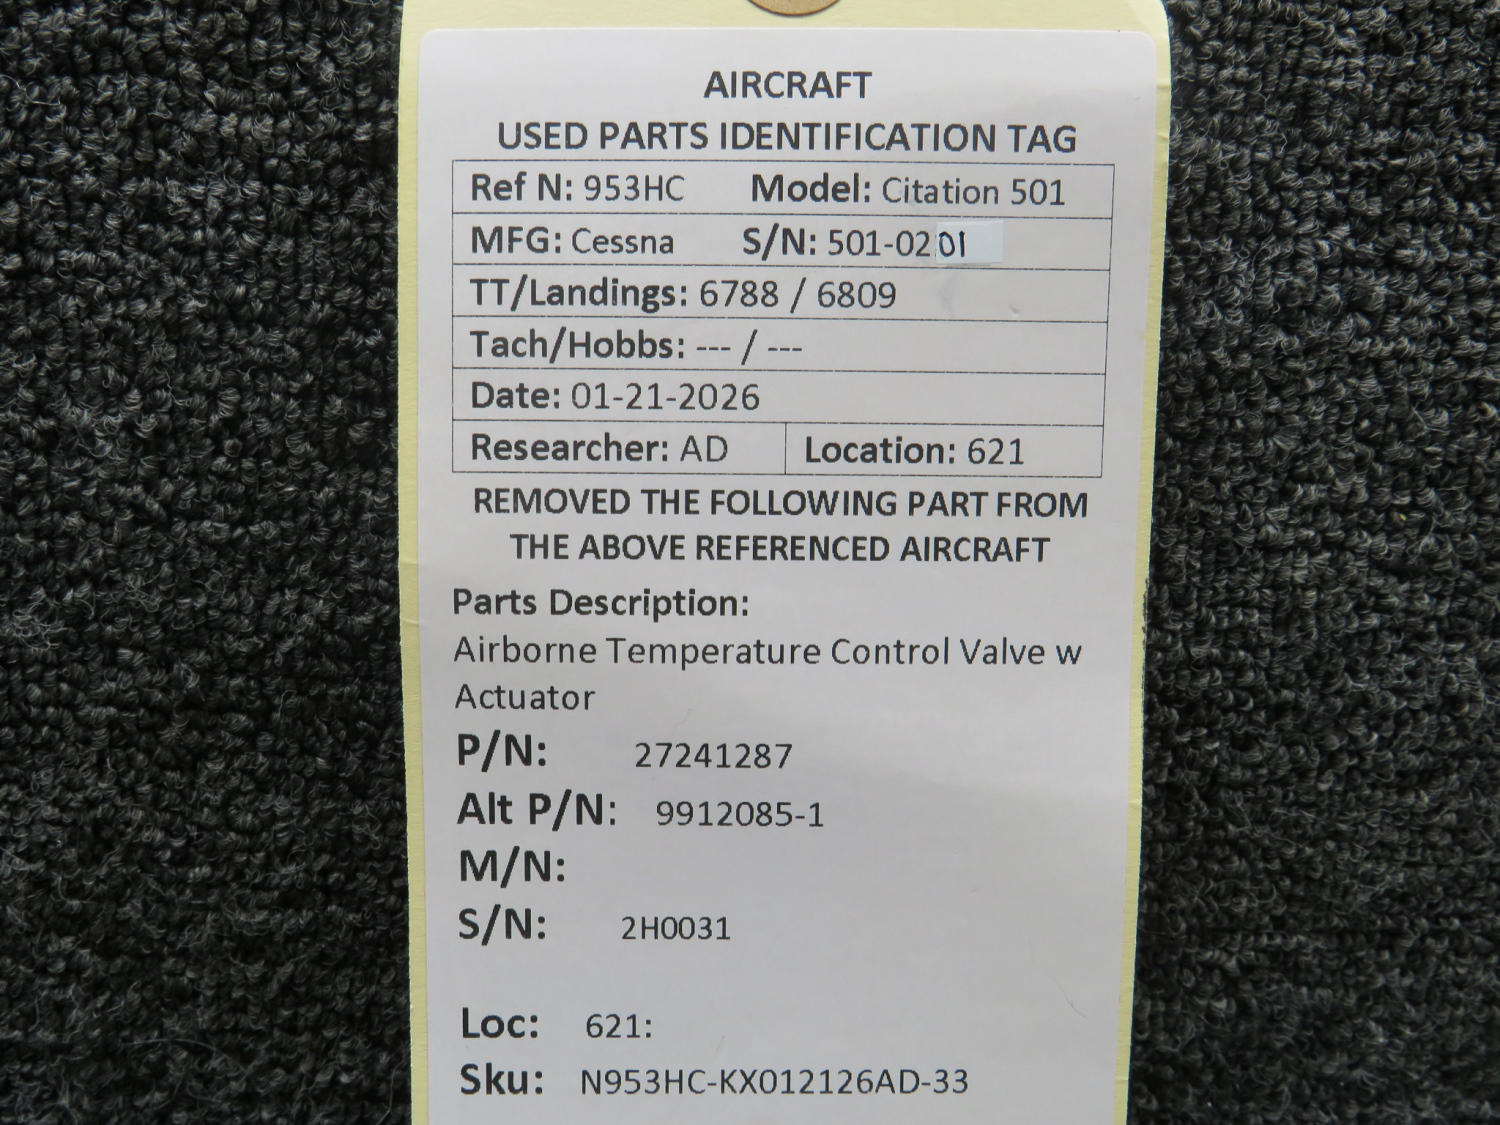 AIRCRAFT
USED PARTS IDENTIFICATION TAG
Ref N: 953HC Model: Citation 501
MFG: Cessna S/N: 501-0201
TT/Landings: 6788 / 6809
Tach/Hobbs: --- / ---
Date: 01-21-2026
Researcher: AD Location: 621
REMOVED THE FOLLOWING PART FROM
THE ABOVE REFERENCED AIRCRAFT
Parts Description:
Airborne Temperature Control Valve w
Actuator
P/N: 27241287
Alt P/N: 9912085-1
M/N:
S/N: 2H0031
Loc: 621:
Sku: N953HC-KX012126AD-33